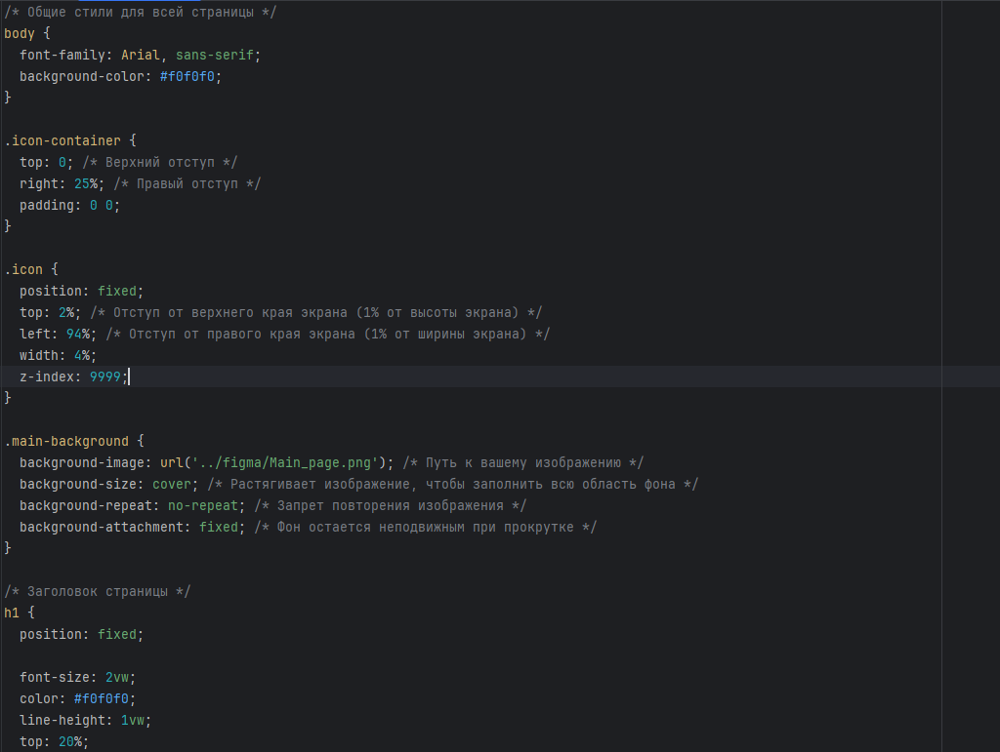 /* Общие стили для всей страницы */
body {
  font-family: Arial, sans-serif;
  background-color: #f0f0f0;
}
.icon-container {
  top: 0; /* Верхний отступ */
  right: 25%; /* Правый отступ */
  padding: 0 0;
}
.icon {
  position: fixed;
  top: 2%; /* Отступ от верхнего края экрана (1% от высоты экрана) */
  left: 94%; /* Отступ от правого края экрана (1% от ширины экрана) */
  width: 4%;
  z-index: 9999;
}
.main-background {
  background-image: url('../figma/Main_page.png'); /* Путь к вашему изображению */
  background-size: cover; /* Растягивает изображение, чтобы заполнить всю область фона */
  background-repeat: no-repeat; /* Запрет повторения изображения */
  background-attachment: fixed; /* Фон остается неподвижным при прокрутке */
}
/* Заголовок страницы */
h1 {
  position: fixed;
  font-size: 2vw;
  color: #f0f0f0;
  line-height: 1vw;
  top: 20%;